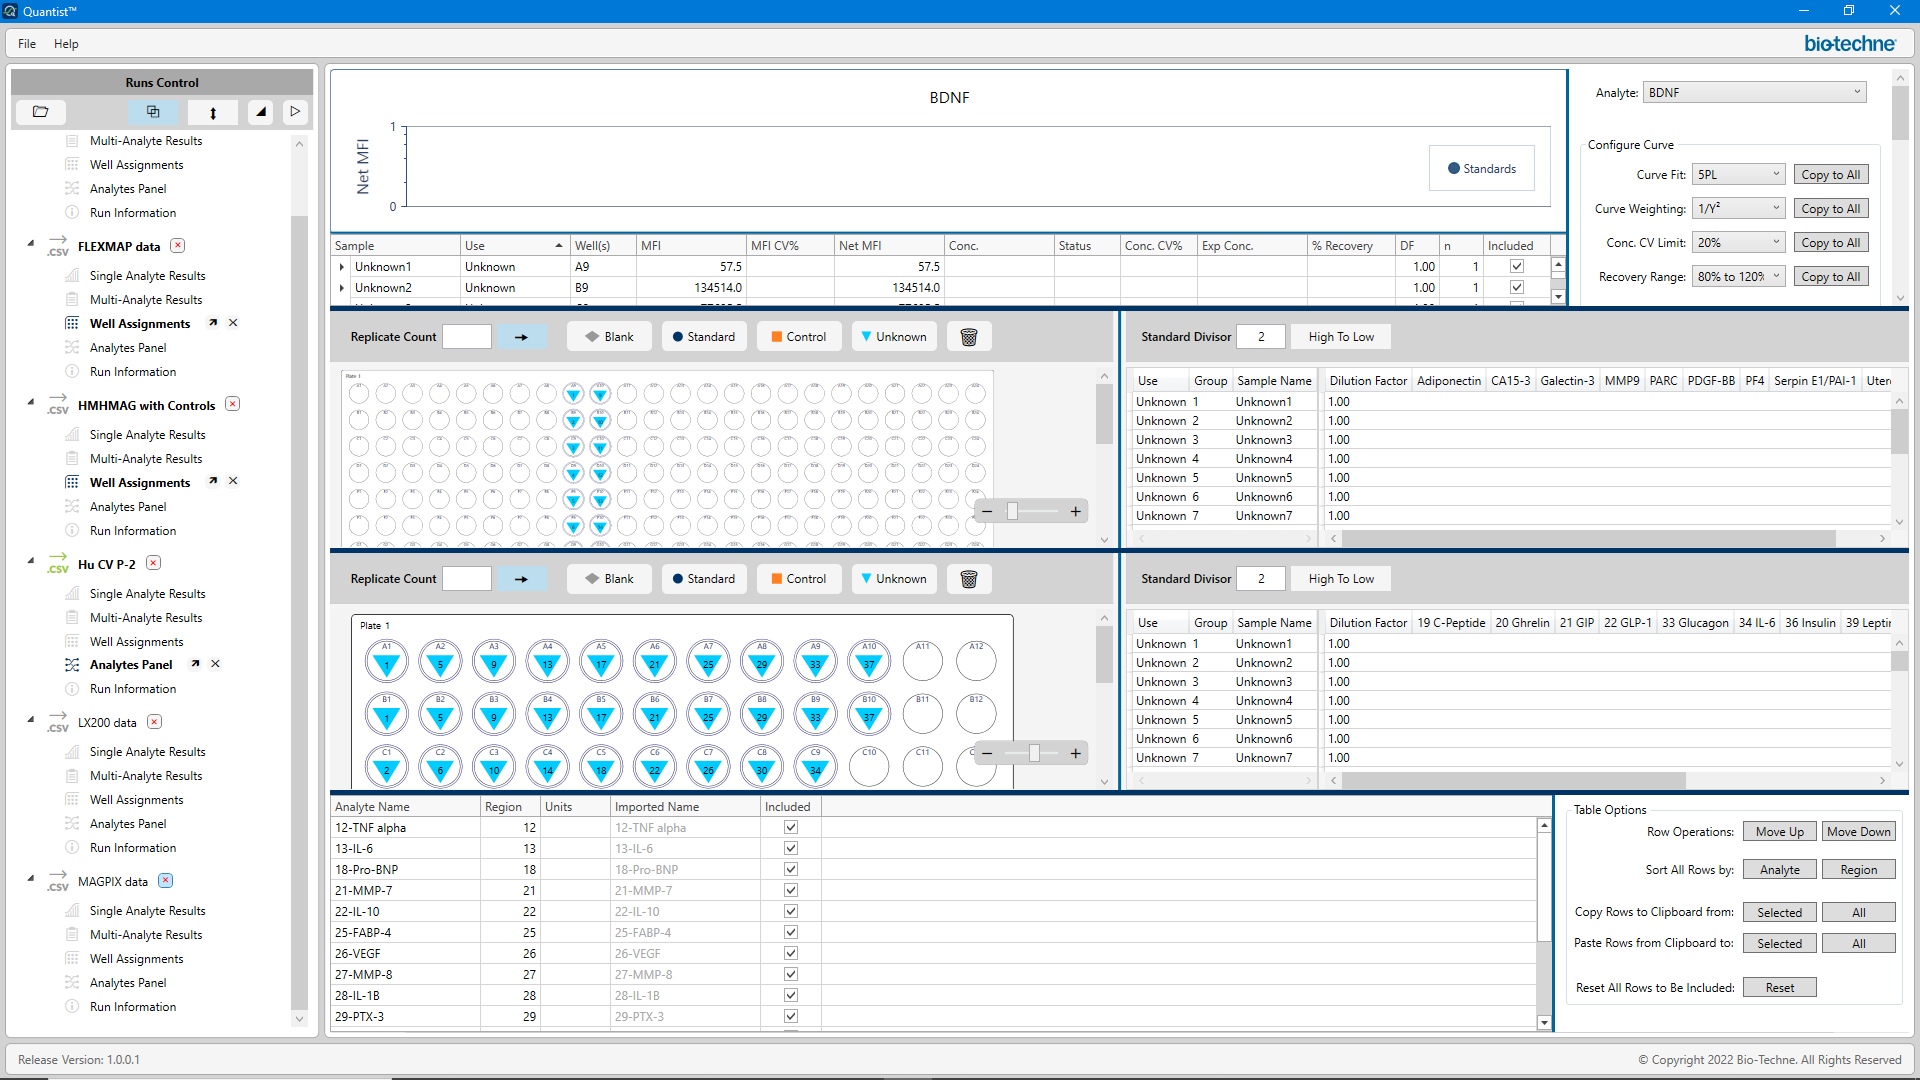 Quantist™
File Help
bio-techne
Runs Control
Multi-Analyte Results
Well Assignments
Analytes Panel
Run Information
.CSV FLEXMAP data
Single Analyte Results
Multi-Analyte Results
Well Assignments
Analytes Panel
Run Information
.CSV HMHMAG with Controls
Single Analyte Results
Multi-Analyte Results
Well Assignments
Analytes Panel
Run Information
.CSV Hu CV P-2
Single Analyte Results
Multi-Analyte Results
Well Assignments
Analytes Panel
Run Information
.CSV LX200 data
Single Analyte Results
Multi-Analyte Results
Well Assignments
Analytes Panel
Run Information
.CSV MAGPIX data
Single Analyte Results
Multi-Analyte Results
Well Assignments
Analytes Panel
Run Information
BDNF
Net MFI
1
0
Standards
Sample Use Well(s) MFI MFI CV% Net MFI Conc. Status Conc. CV% Exp Conc. % Recovery DF n Included
Unknown1 Unknown A9 57.5 57.5 1.00 1
Unknown2 Unknown B9 134514.0 134514.0 1.00 1
Analyte: BDNF
Configure Curve
Curve Fit: 5PL Copy to All
Curve Weighting: 1/Y² Copy to All
Conc. CV Limit: 20% Copy to All
Recovery Range: 80% to 120% Copy to All
Replicate Count Blank Standard Control Unknown
Plate 1
Standard Divisor 2 High To Low
Use Group Sample Name Dilution Factor Adiponectin CA15-3 Galectin-3 MMP9 PARC PDGF-BB PF4 Serpin E1/PAI-1 Utero
Unknown 1 Unknown1 1.00
Unknown 2 Unknown2 1.00
Unknown 3 Unknown3 1.00
Unknown 4 Unknown4 1.00
Unknown 5 Unknown5 1.00
Unknown 6 Unknown6 1.00
Unknown 7 Unknown7 1.00
Replicate Count Blank Standard Control Unknown
Plate 1
A1 A2 A3 A4 A5 A6 A7 A8 A9 A10 A11 A12
1 5 9 13 17 21 25 29 33 37
B1 B2 B3 B4 B5 B6 B7 B8 B9 B10 B11 B12
1 5 9 13 17 21 25 29 33 37
C1 C2 C3 C4 C5 C6 C7 C8 C9 C10 C11
2 6 10 14 18 22 26 30 34
Standard Divisor 2 High To Low
Use Group Sample Name Dilution Factor 19 C-Peptide 20 Ghrelin 21 GIP 22 GLP-1 33 Glucagon 34 IL-6 36 Insulin 39 Leptin
Unknown 1 Unknown1 1.00
Unknown 2 Unknown2 1.00
Unknown 3 Unknown3 1.00
Unknown 4 Unknown4 1.00
Unknown 5 Unknown5 1.00
Unknown 6 Unknown6 1.00
Unknown 7 Unknown7 1.00
Analyte Name Region Units Imported Name Included
12-TNF alpha 12 12-TNF alpha
13-IL-6 13 13-IL-6
18-Pro-BNP 18 18-Pro-BNP
21-MMP-7 21 21-MMP-7
22-IL-10 22 22-IL-10
25-FABP-4 25 25-FABP-4
26-VEGF 26 26-VEGF
27-MMP-8 27 27-MMP-8
28-IL-1B 28 28-IL-1B
29-PTX-3 29 29-PTX-3
Table Options
Row Operations: Move Up Move Down
Sort All Rows by: Analyte Region
Copy Rows to Clipboard from: Selected All
Paste Rows from Clipboard to: Selected All
Reset All Rows to Be Included: Reset
Release Version: 1.0.0.1
© Copyright 2022 Bio-Techne. All Rights Reserved